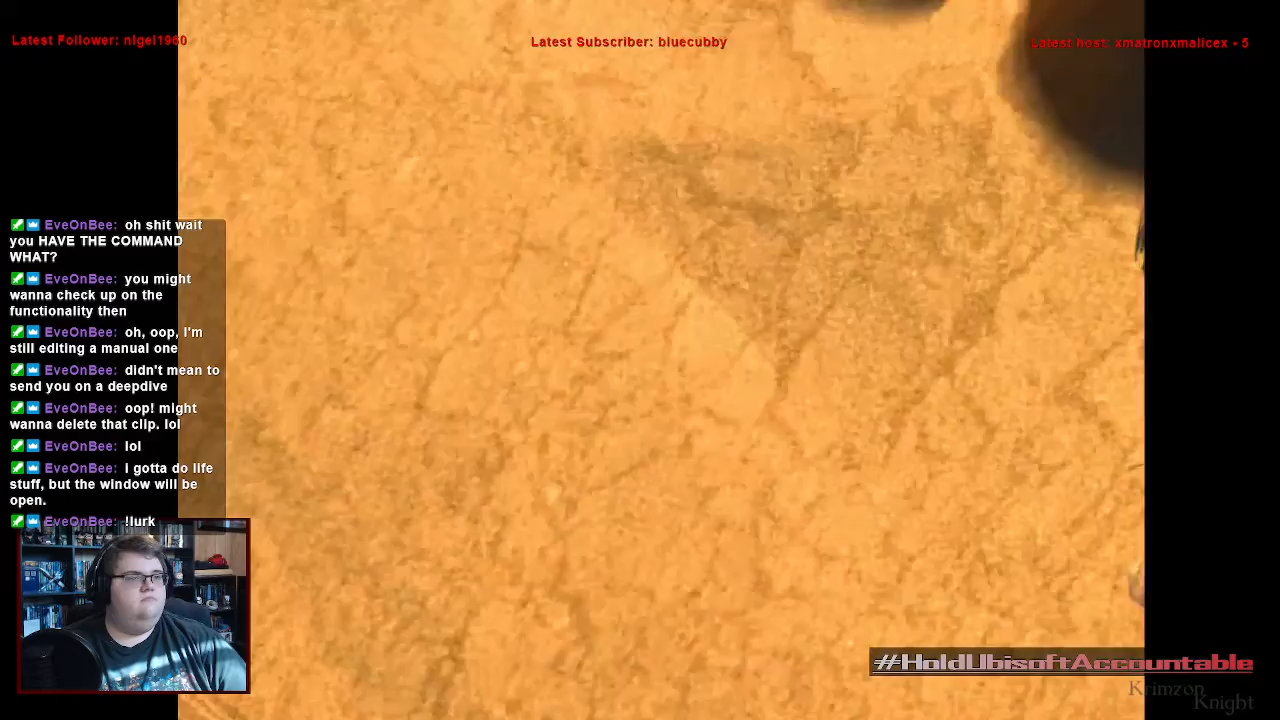 Latest Follower: nigel1960
Latest Subscriber: bluecubby
Latest host: xmatronxmalicex - 5
EveOnBee: oh shit wait
you HAVE THE COMMAND
WHAT?
EveOnBee: you might
wanna check up on the
functionality then
EveOnBee: oh, oop, I'm
still editing a manual one
EveOnBee: didn't mean to
send you on a deepdive
EveOnBee: oop! might
wanna delete that clip. lol
EveOnBee: lol
EveOnBee: I gotta do life
stuff, but the window will be
open.
EveOnBee: !lurk
#HoldUbisoftAccountable
Krimzon
Knight